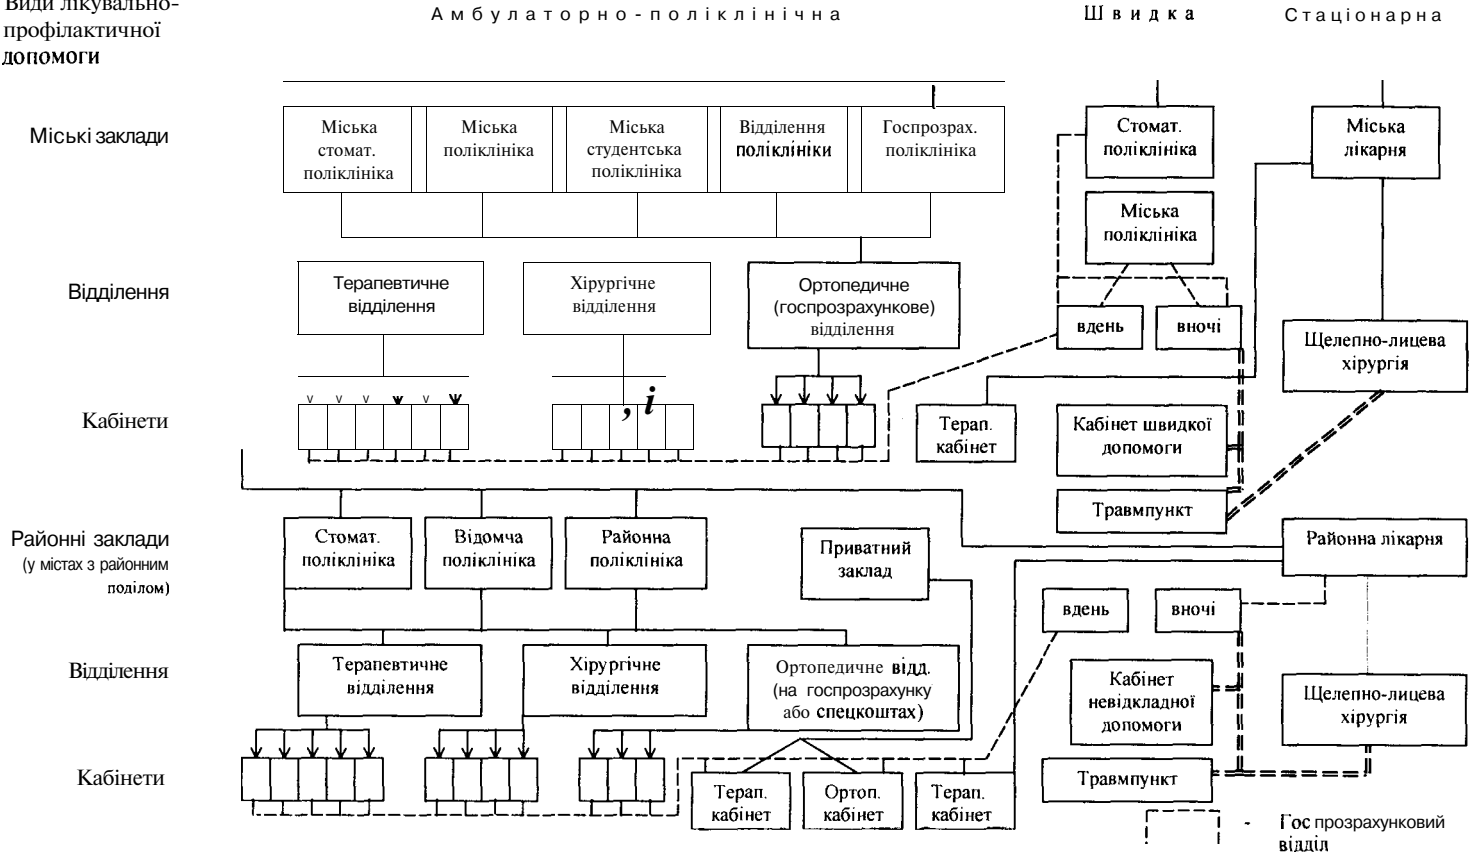 Види лікувально-
профілактичної
допомоги
Амбулаторно-поліклінічна
Швидка
Стаціонарна
Міські заклади
Міська
стомат.
поліклініка
Міська
поліклініка
Міська
студентська
поліклініка
Відділення
поліклініки
Госпрозрах.
поліклініка
Стомат.
поліклініка
Міська
лікарня
Міська
поліклініка
Відділення
Терапевтичне
відділення
Хірургічне
відділення
Ортопедичне
(госпрозрахункове)
відділення
вдень
вночі
Щелепно-лицева
хірургія
Кабінети
, і
Терап.
кабінет
Кабінет швидкої
допомоги
Травмпункт
Районні заклади
(у містах з районним
поділом)
Стомат.
поліклініка
Відомча
поліклініка
Районна
поліклініка
Приватний
заклад
Районна лікарня
вдень
вночі
Відділення
Терапевтичне
відділення
Хірургічне
відділення
Ортопедичне відд.
(на госпрозрахунку
або спецкоштах)
Кабінет
невідкладної
допомоги
Щелепно-лицева
хірургія
Кабінети
Терап.
кабінет
Ортоп.
кабінет
Терап.
кабінет
Травмпункт
- Гос прозрахунковий
відділ